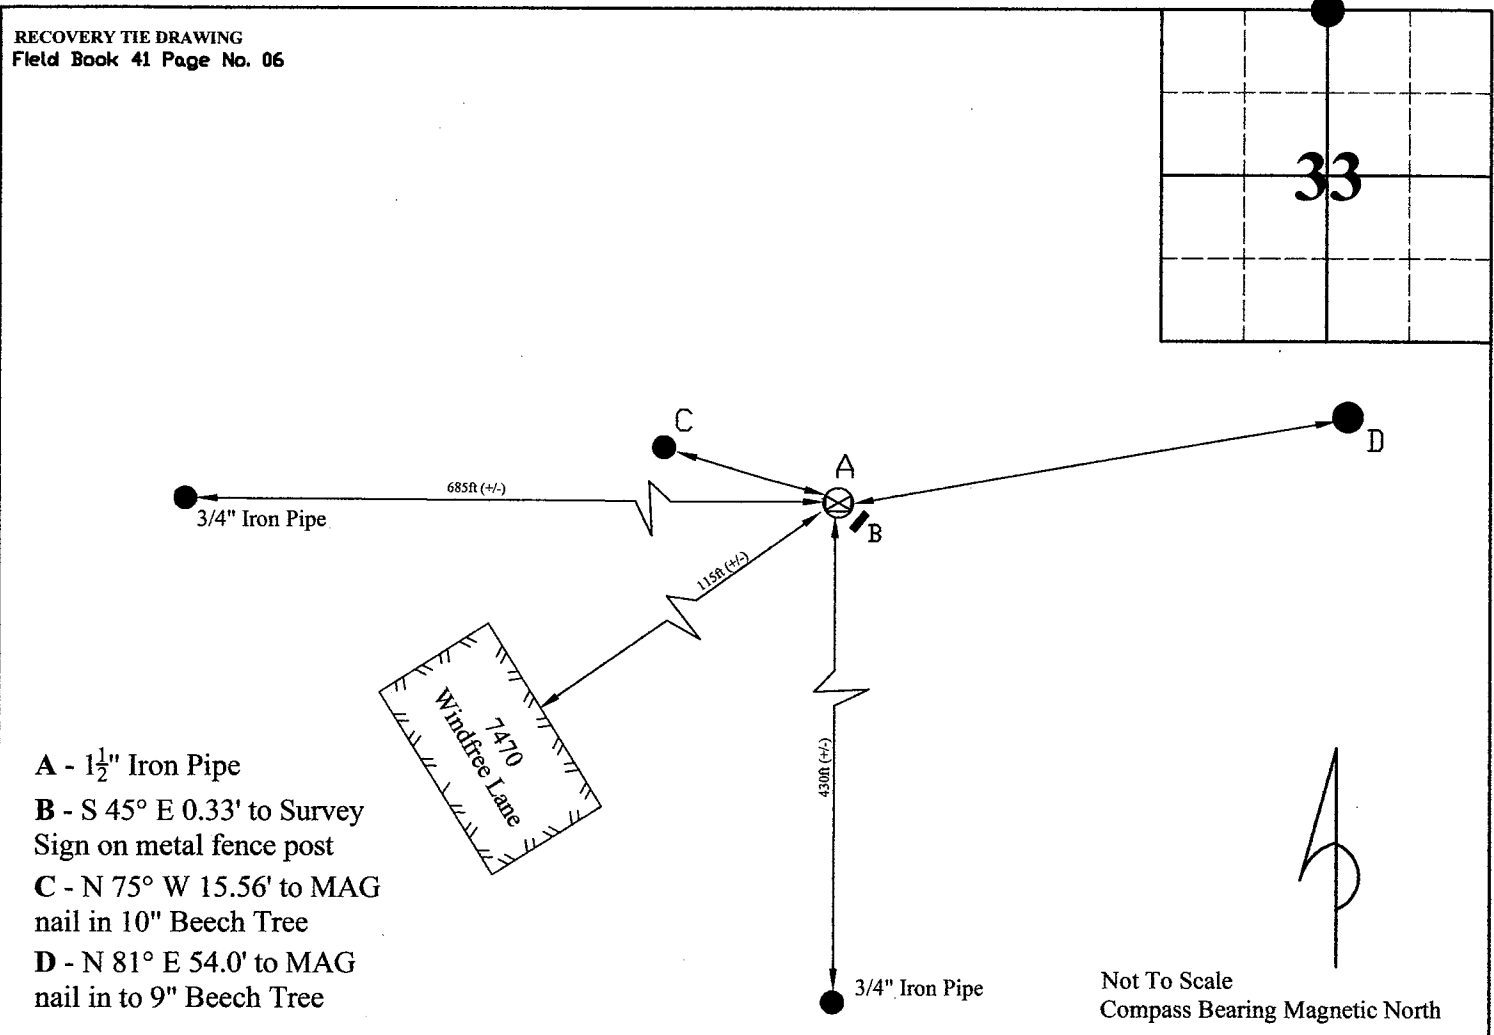 RECOVERY TIE DRAWING
Field Book 41 Page No. 06
33
C
D
A
B
685ft (+/-)
3/4" Iron Pipe
115ft (+/-)
7470
Windfree Lane
430ft (+/-)
A - 1 1/2" Iron Pipe
B - S 45° E 0.33' to Survey
Sign on metal fence post
C - N 75° W 15.56' to MAG
nail in 10" Beech Tree
D - N 81° E 54.0' to MAG
nail in to 9" Beech Tree
3/4" Iron Pipe
Not To Scale
Compass Bearing Magnetic North